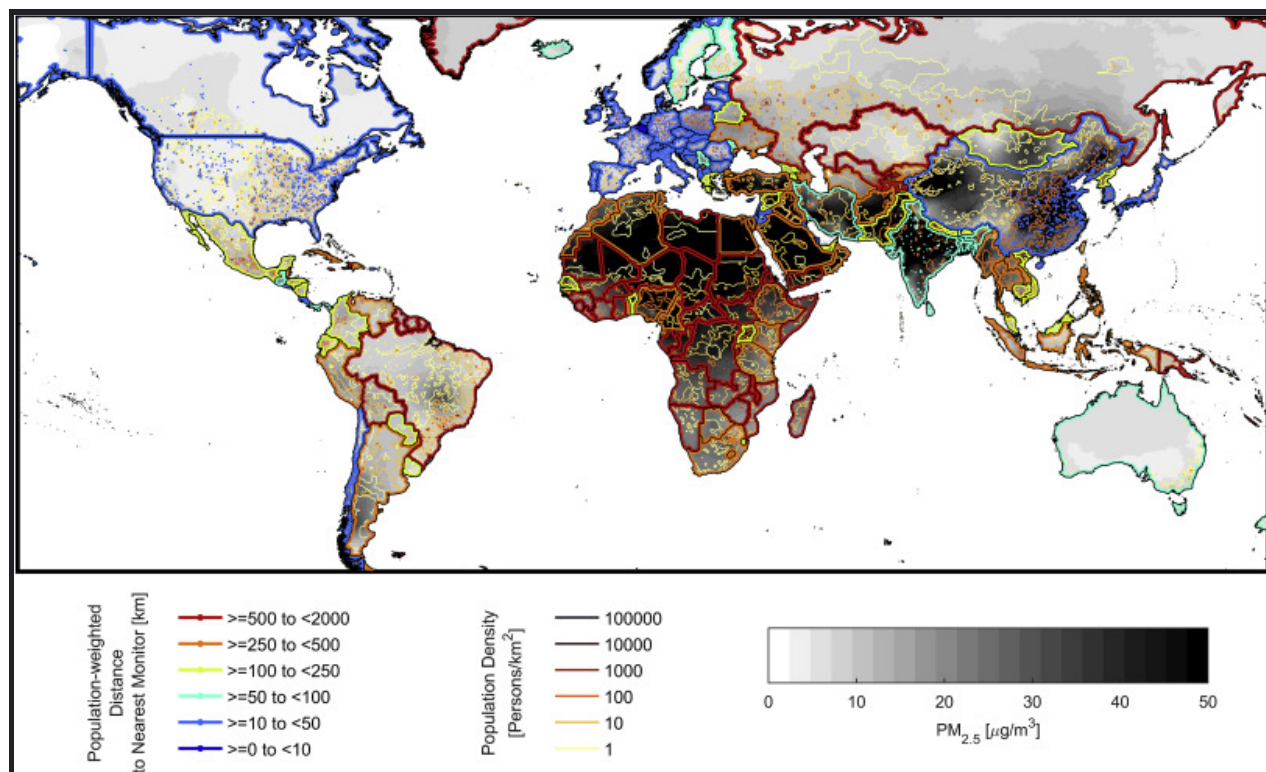 Population-weighted
Distance
to Nearest Monitor [km]
>=500 to <2000
>=250 to <500
>=100 to <250
>=50 to <100
>=10 to <50
>=0 to <10
Population Density
[Persons/km²]
100000
10000
1000
100
10
1
0 10 20 30 40 50
PM₂.₅ [μg/m³]